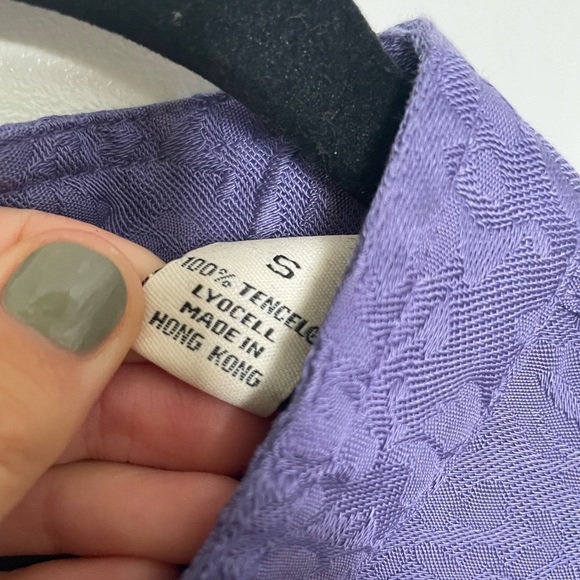 S
100% TENCEL
LYOCELL
MADE IN
HONG KONG